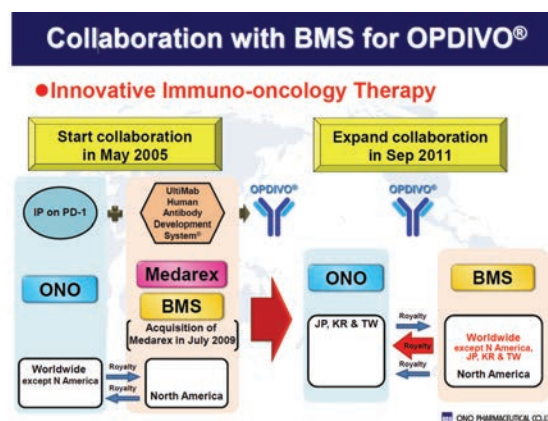 Collaboration with BMS for OPDIVO®
●Innovative Immuno-oncology Therapy
Start collaboration
in May 2005
Expand collaboration
in Sep 2011
IP on PD-1
UltiMab
Human
Antibody
Development
System®
OPDIVO®
OPDIVO®
ONO
Medarex
BMS
[Acquisition of
Medarex in July 2009]
Worldwide
except N America
Royalty
Royalty
North America
ONO
BMS
JP, KR & TW
Royalty
Royalty
Royalty
Worldwide
except N America,
JP, KR & TW
North America
ONO PHARMACEUTICAL CO.,LT